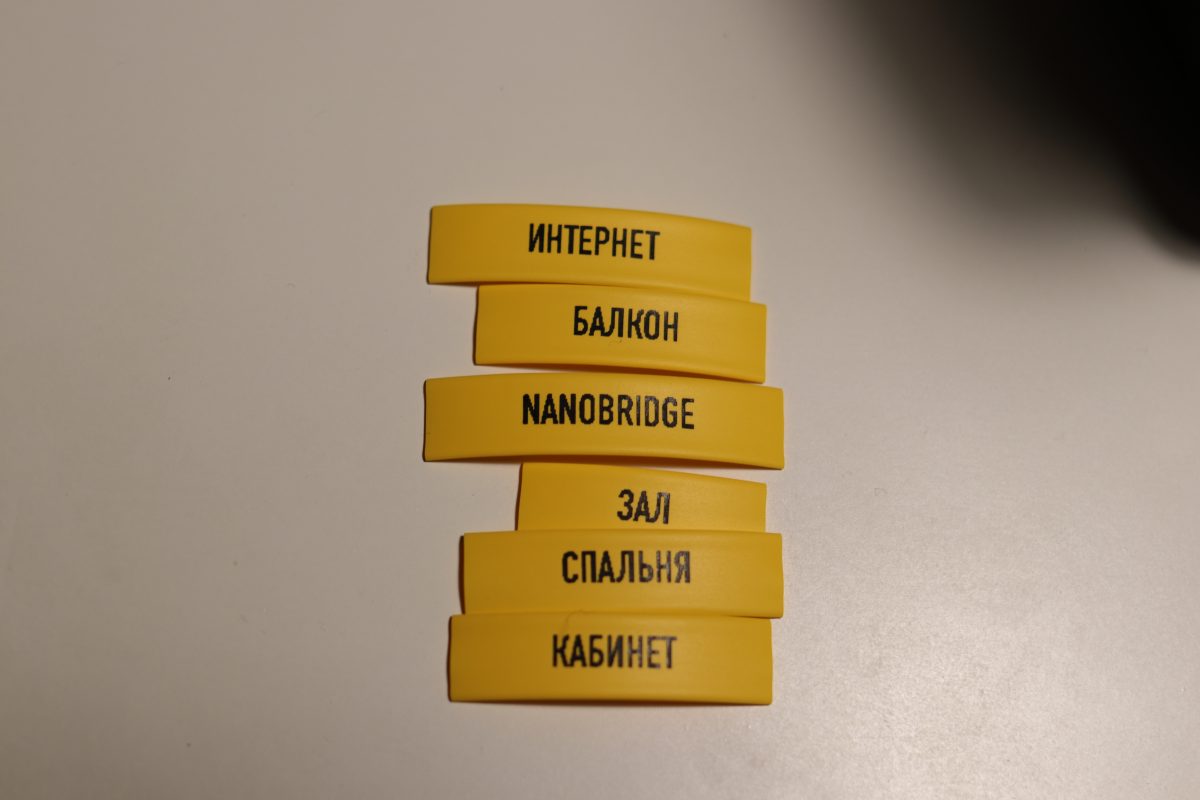 ИНТЕРНЕТ
БАЛКОН
NANOBRIDGE
ЗАЛ
СПАЛЬНЯ
КАБИНЕТ